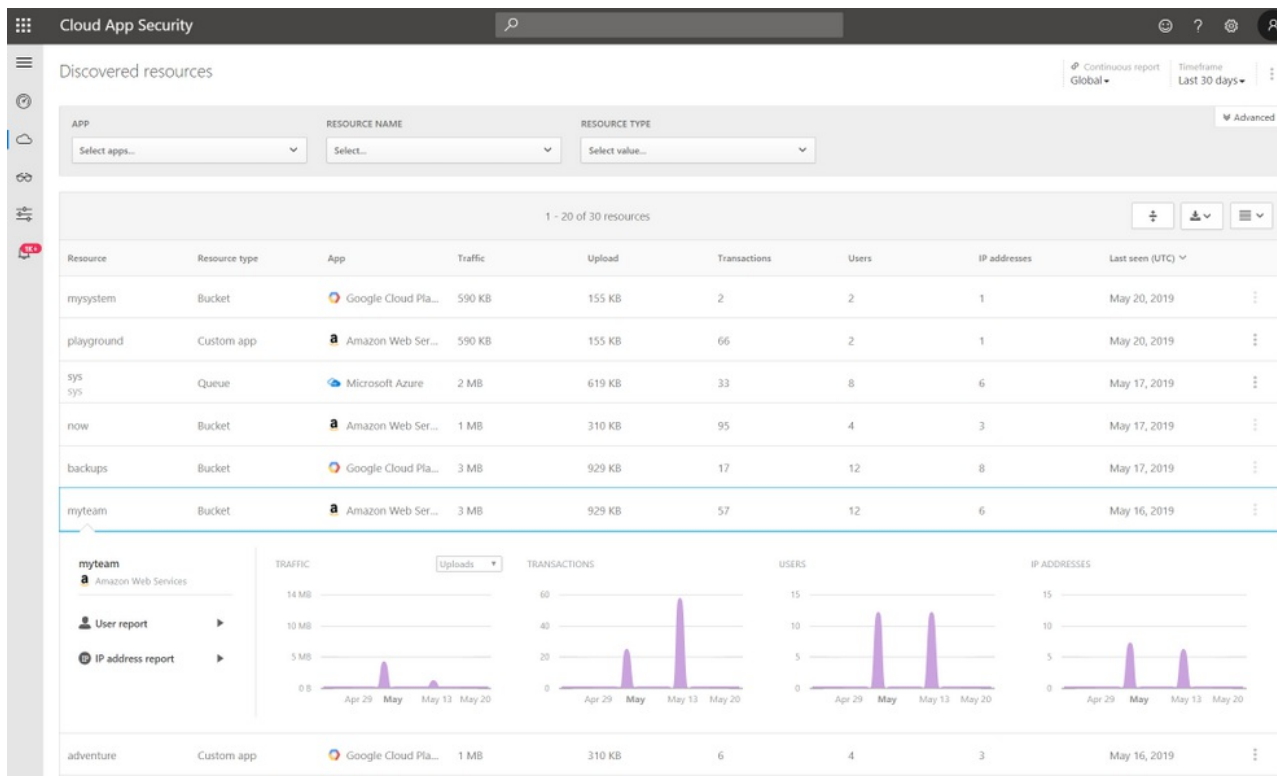 Cloud App Security
?
Discovered resources
Continuous report
Global
Timeframe
Last 30 days
Advanced
APP
RESOURCE NAME
RESOURCE TYPE
Select apps...
Select...
Select value...
1K+
1 - 20 of 30 resources
Resource Resource type App Traffic Upload Transactions Users IP addresses Last seen (UTC)
mysystem Bucket Google Cloud Pla... 590 KB 155 KB 2 2 1 May 20, 2019
playground Custom app Amazon Web Ser... 590 KB 155 KB 66 2 1 May 20, 2019
sys Queue Microsoft Azure 2 MB 619 KB 33 8 6 May 17, 2019
sys
now Bucket Amazon Web Ser... 1 MB 310 KB 95 4 3 May 17, 2019
backups Bucket Google Cloud Pla... 3 MB 929 KB 17 12 8 May 17, 2019
myteam Bucket Amazon Web Ser... 3 MB 929 KB 57 12 6 May 16, 2019
myteam
Amazon Web Services
User report
IP address report
TRAFFIC
Uploads
14 MB
10 MB
5 MB
0 B
Apr 29 May May 13 May 20
TRANSACTIONS
60
40
20
0
Apr 29 May May 13 May 20
USERS
15
10
5
0
Apr 29 May May 13 May 20
IP ADDRESSES
15
10
5
0
Apr 29 May May 13 May 20
adventure Custom app Google Cloud Pla... 1 MB 310 KB 6 4 3 May 16, 2019